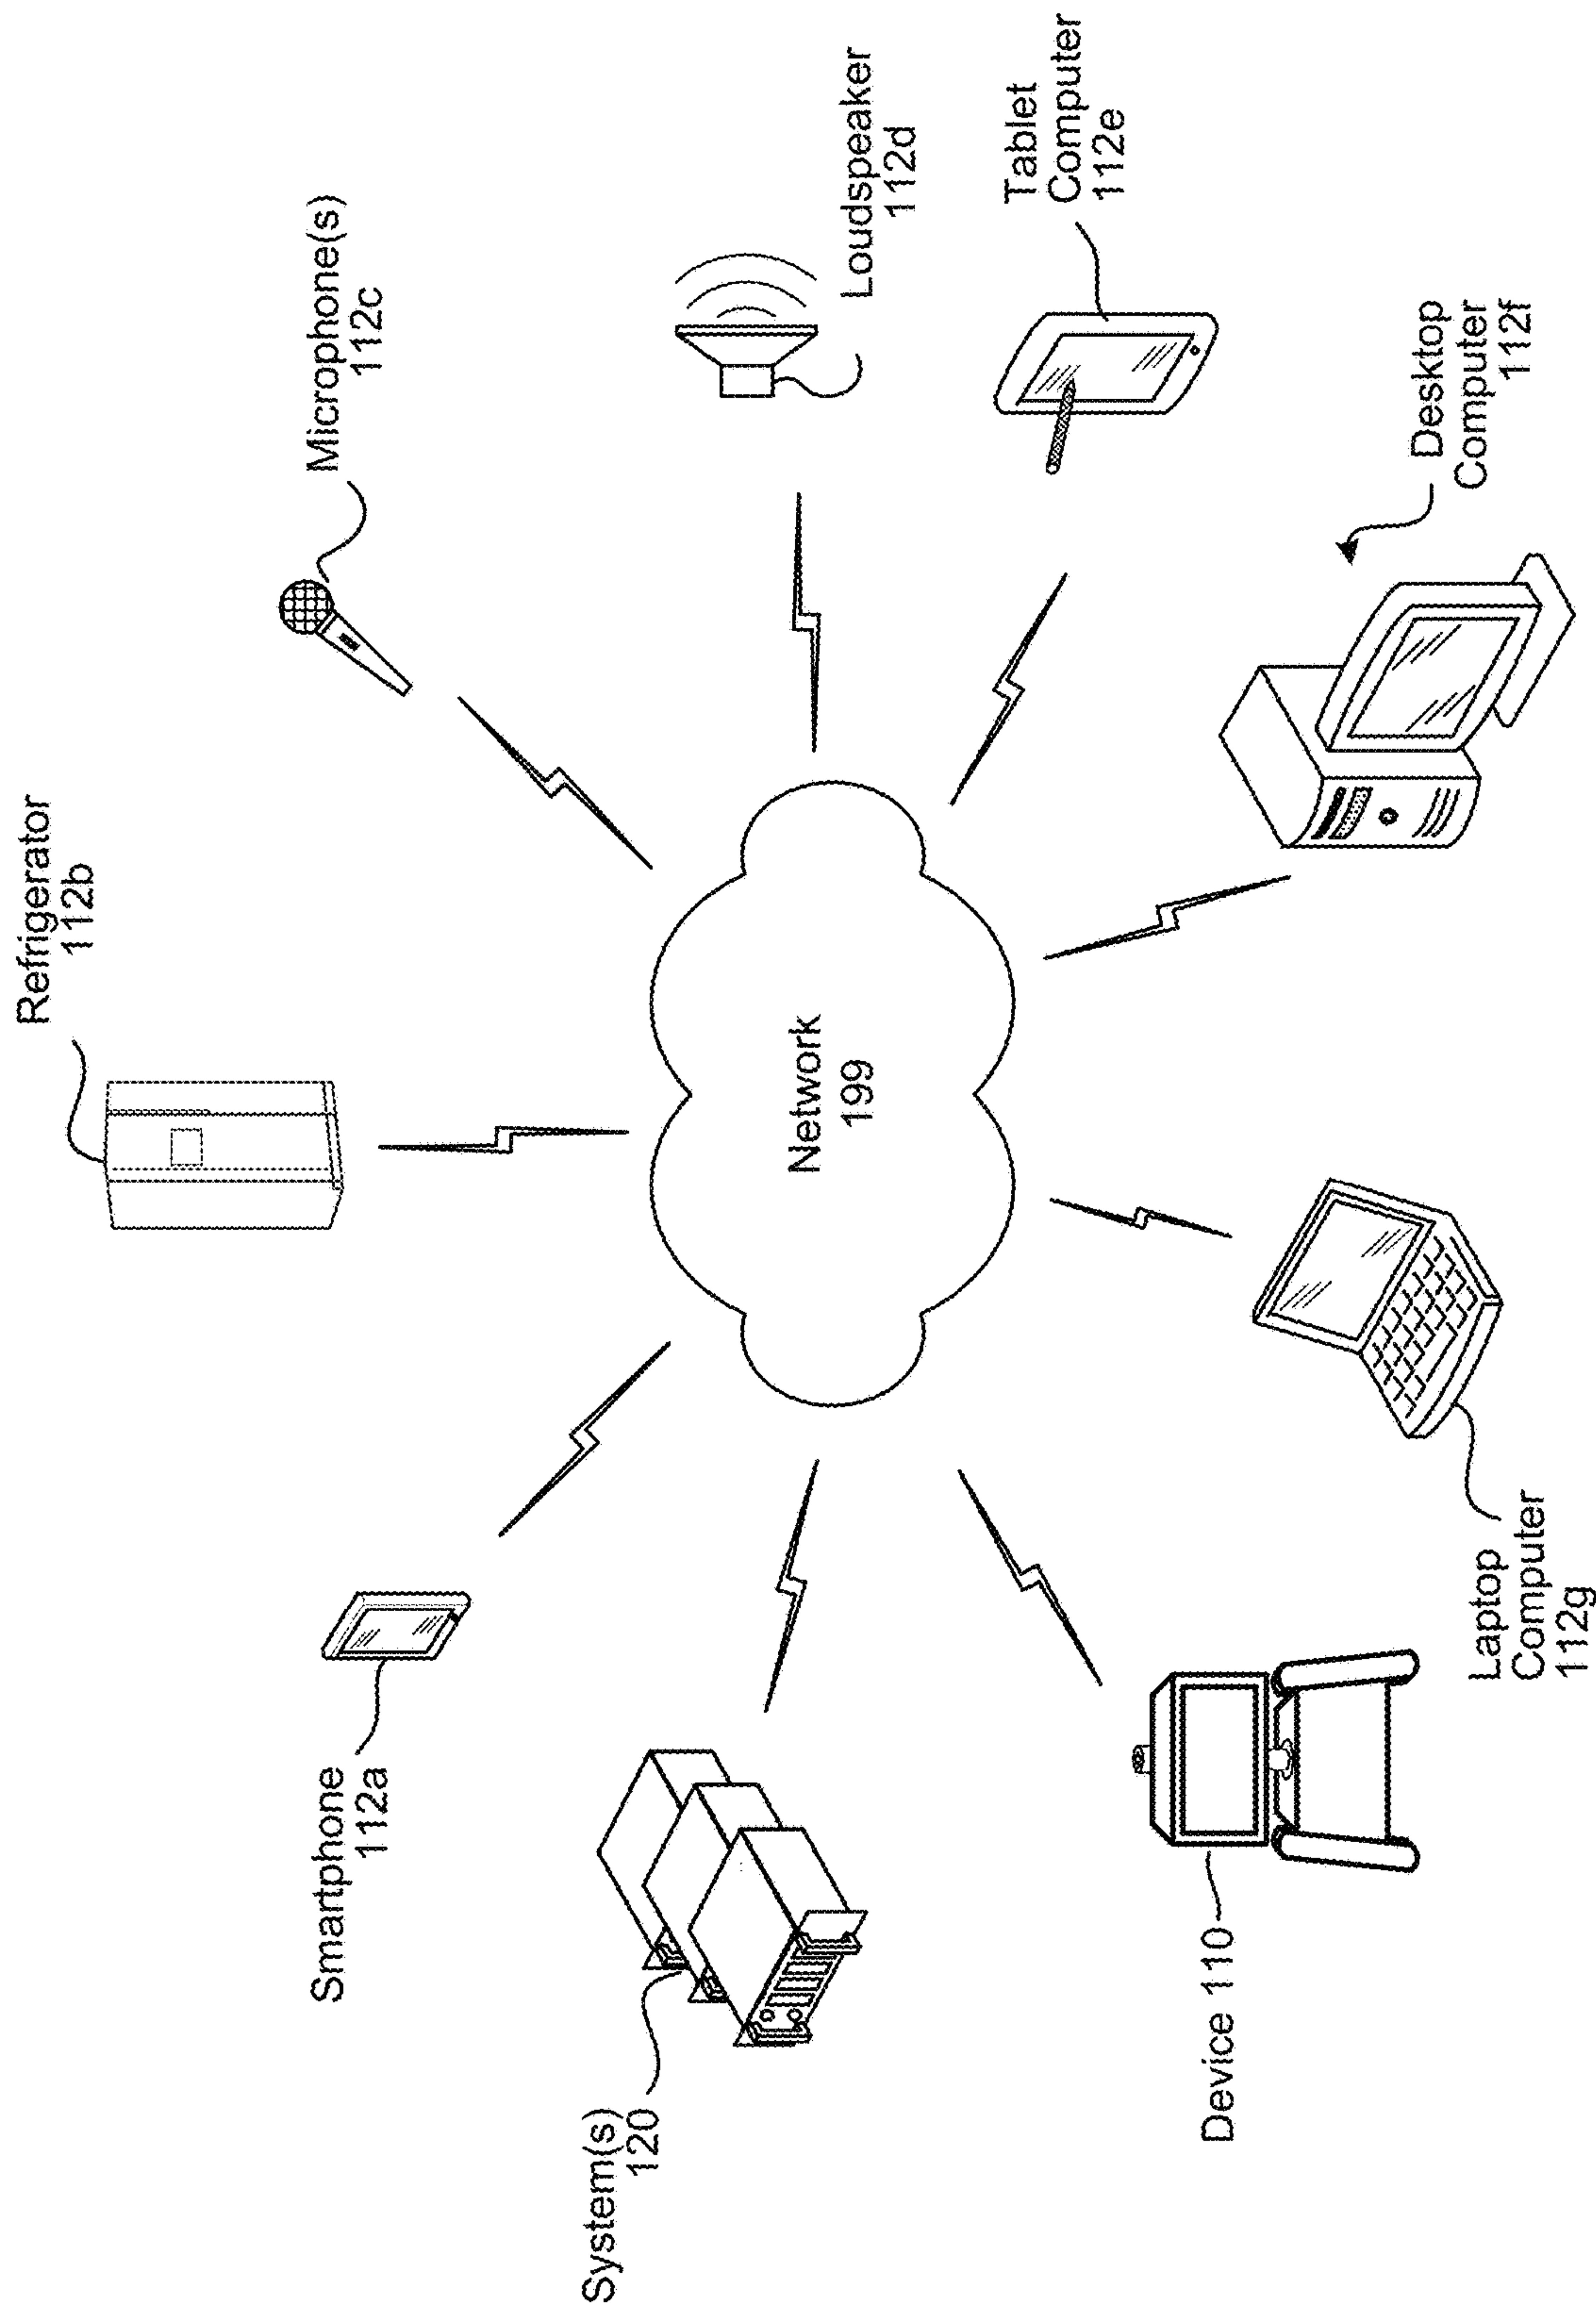 Refrigerator
112b
Microphone(s)
112c
Smartphone
112a
Loudspeaker
112d
System(s)
120
Network
199
Tablet
Computer
112e
Device 110
Desktop
Computer
112f
Laptop
Computer
112g